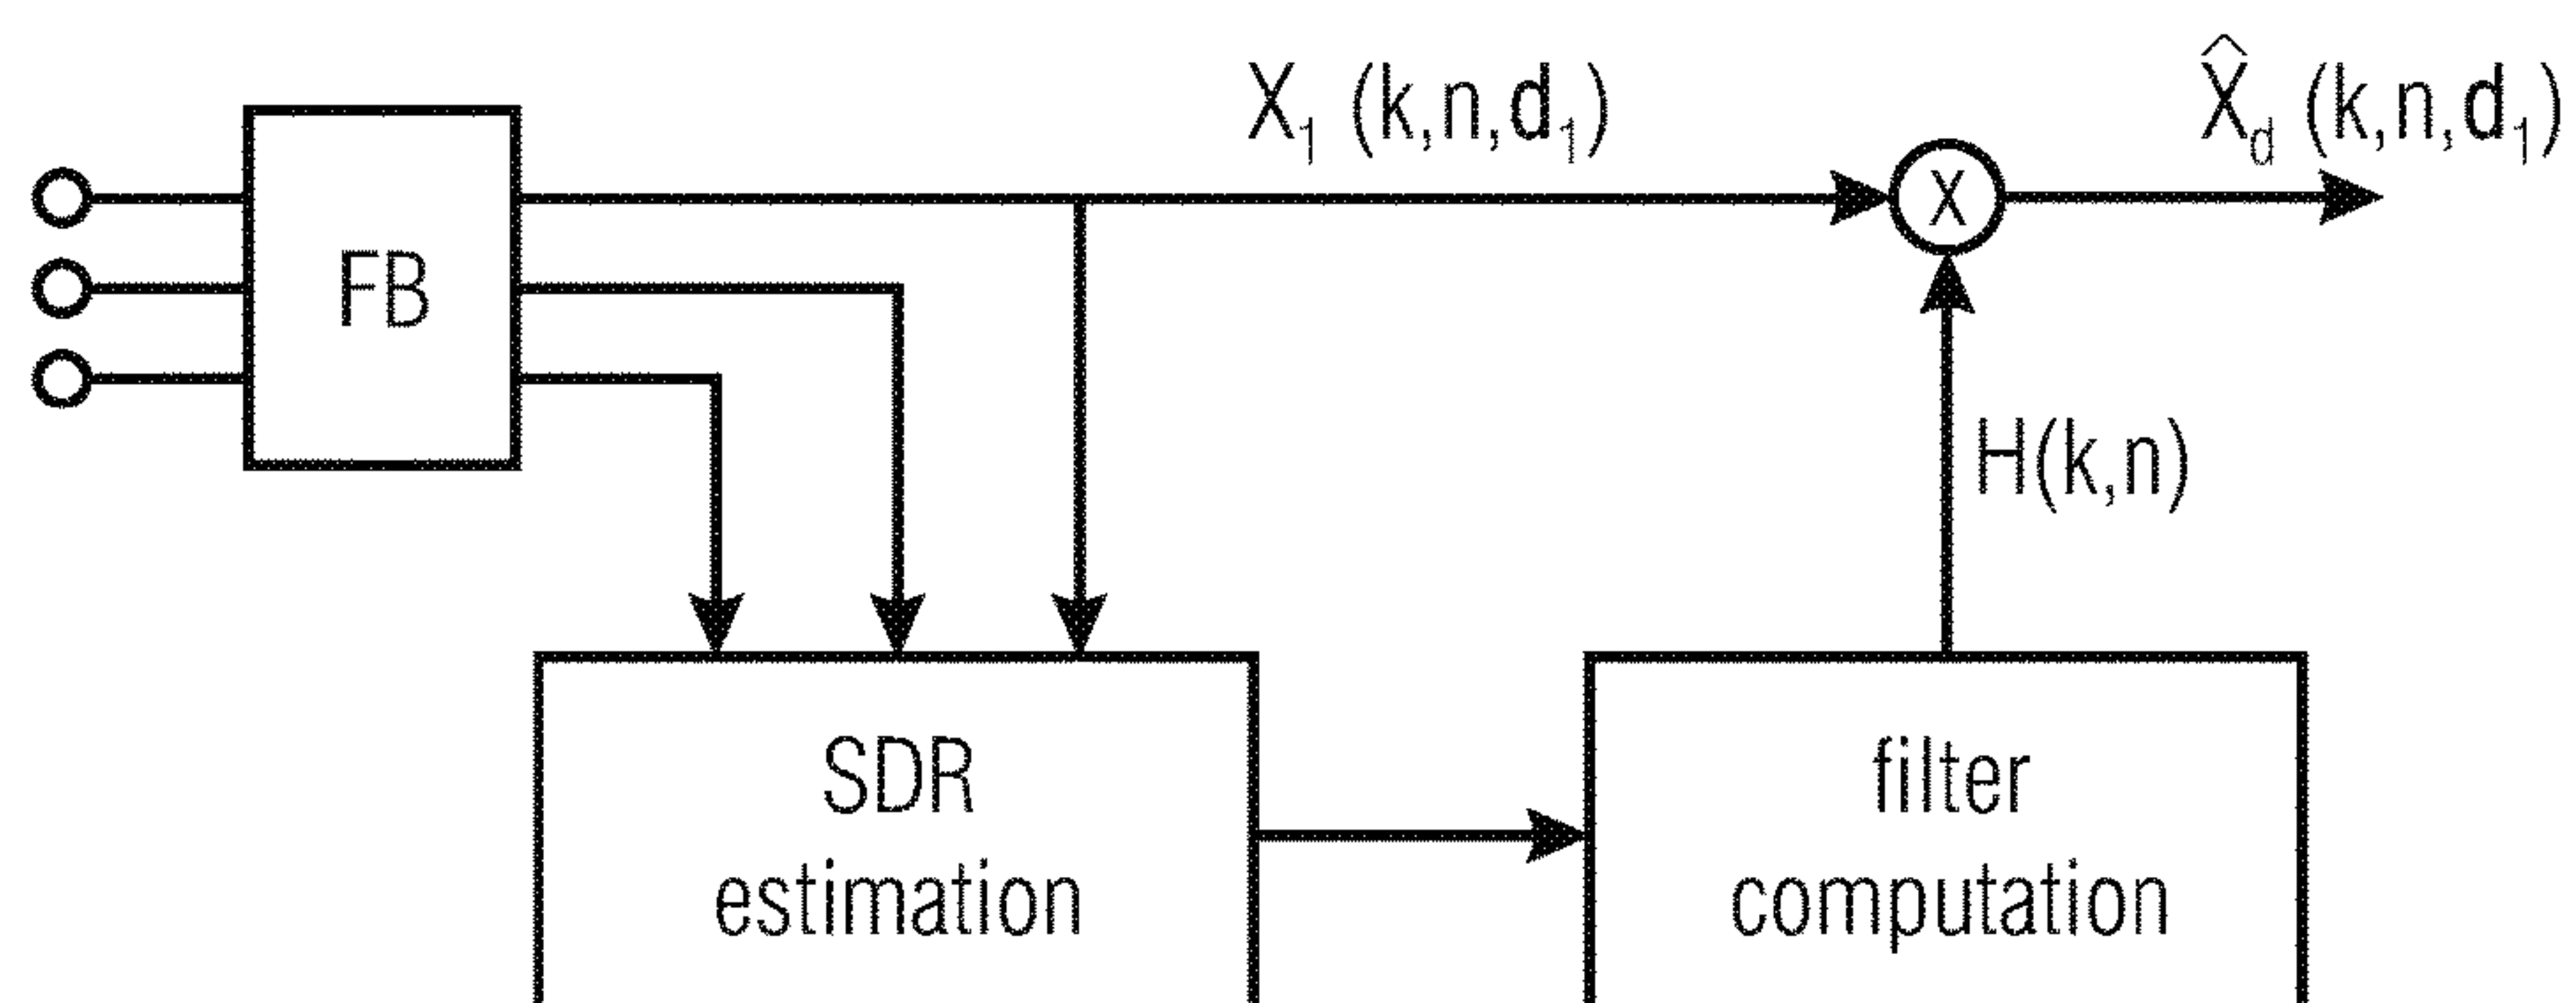 X₁ (k,n,d₁)
X̂d (k,n,d₁)
FB
X
H(k,n)
SDR
estimation
filter
computation